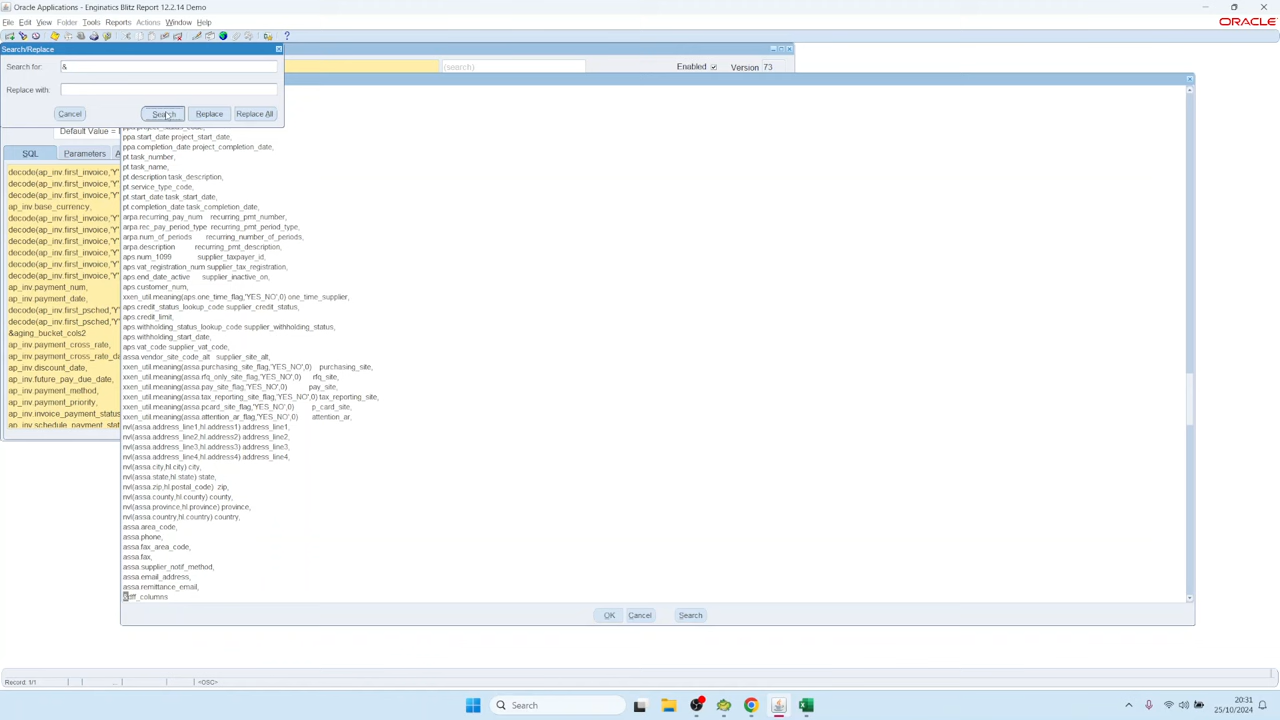 Oracle Applications - Enginatics Blitz Report 12.2.14 Demo
File Edit View Folder Tools Reports Actions Window Help
ORACLE
Search/Replace
Search for: &
Replace with:
Cancel Search Replace Replace All
(search)
Enabled Version 73
Default Value =
SQL Parameters
decode(ap_inv.first_invoice,'Y'
decode(ap_inv.first_invoice,'Y'
decode(ap_inv.first_invoice,'Y'
ap_inv.base_currency,
decode(ap_inv.first_invoice,'Y'
decode(ap_inv.first_invoice,'Y'
decode(ap_inv.first_invoice,'Y'
decode(ap_inv.first_invoice,'Y'
decode(ap_inv.first_invoice,'Y'
decode(ap_inv.first_invoice,'Y'
ap_inv.payment_num,
ap_inv.payment_date,
decode(ap_inv.first_psched,'Y'
decode(ap_inv.first_psched,'Y'
&aging_bucket_cols2
ap_inv.payment_cross_rate,
ap_inv.payment_cross_rate_da
ap_inv.discount_date,
ap_inv.future_pay_due_date,
ap_inv.payment_method,
ap_inv.payment_priority,
ap_inv.invoice_payment_status
ap_inv.schedule_payment_stat
ppa.project_status_code,
ppa.start_date project_start_date,
ppa.completion_date project_completion_date,
pt.task_number,
pt.task_name,
pt.description task_description,
pt.service_type_code,
pt.start_date task_start_date,
pt.completion_date task_completion_date,
arpa.recurring_pay_num recurring_pmt_number,
arpa.rec_pay_period_type recurring_pmt_period_type,
arpa.num_of_periods recurring_number_of_periods,
arpa.description recurring_pmt_description,
aps.num_1099 supplier_taxpayer_id,
aps.vat_registration_num supplier_tax_registration,
aps.end_date_active supplier_inactive_on,
aps.customer_num,
xxen_util.meaning(aps.one_time_flag,'YES_NO',0) one_time_supplier,
aps.credit_status_lookup_code supplier_credit_status,
aps.credit_limit,
aps.withholding_status_lookup_code supplier_withholding_status,
aps.withholding_start_date,
aps.vat_code supplier_vat_code,
assa.vendor_site_code_alt supplier_site_alt,
xxen_util.meaning(assa.purchasing_site_flag,'YES_NO',0) purchasing_site,
xxen_util.meaning(assa.rfq_only_site_flag,'YES_NO',0) rfq_site,
xxen_util.meaning(assa.pay_site_flag,'YES_NO',0) pay_site,
xxen_util.meaning(assa.tax_reporting_site_flag,'YES_NO',0) tax_reporting_site,
xxen_util.meaning(assa.pcard_site_flag,'YES_NO',0) p_card_site,
xxen_util.meaning(assa.attention_ar_flag,'YES_NO',0) attention_ar,
nvl(assa.address_line1,hl.address1) address_line1,
nvl(assa.address_line2,hl.address2) address_line2,
nvl(assa.address_line3,hl.address3) address_line3,
nvl(assa.address_line4,hl.address4) address_line4,
nvl(assa.city,hl.city) city,
nvl(assa.state,hl.state) state,
nvl(assa.zip,hl.postal_code) zip,
nvl(assa.county,hl.county) county,
nvl(assa.province,hl.province) province,
nvl(assa.country,hl.country) country,
assa.area_code,
assa.phone,
assa.fax_area_code,
assa.fax,
assa.supplier_notif_method,
assa.email_address,
assa.remittance_email,
&dff_columns
OK Cancel Search
Record: 1/1 ... <OSC>
Search
20:31
25/10/2024